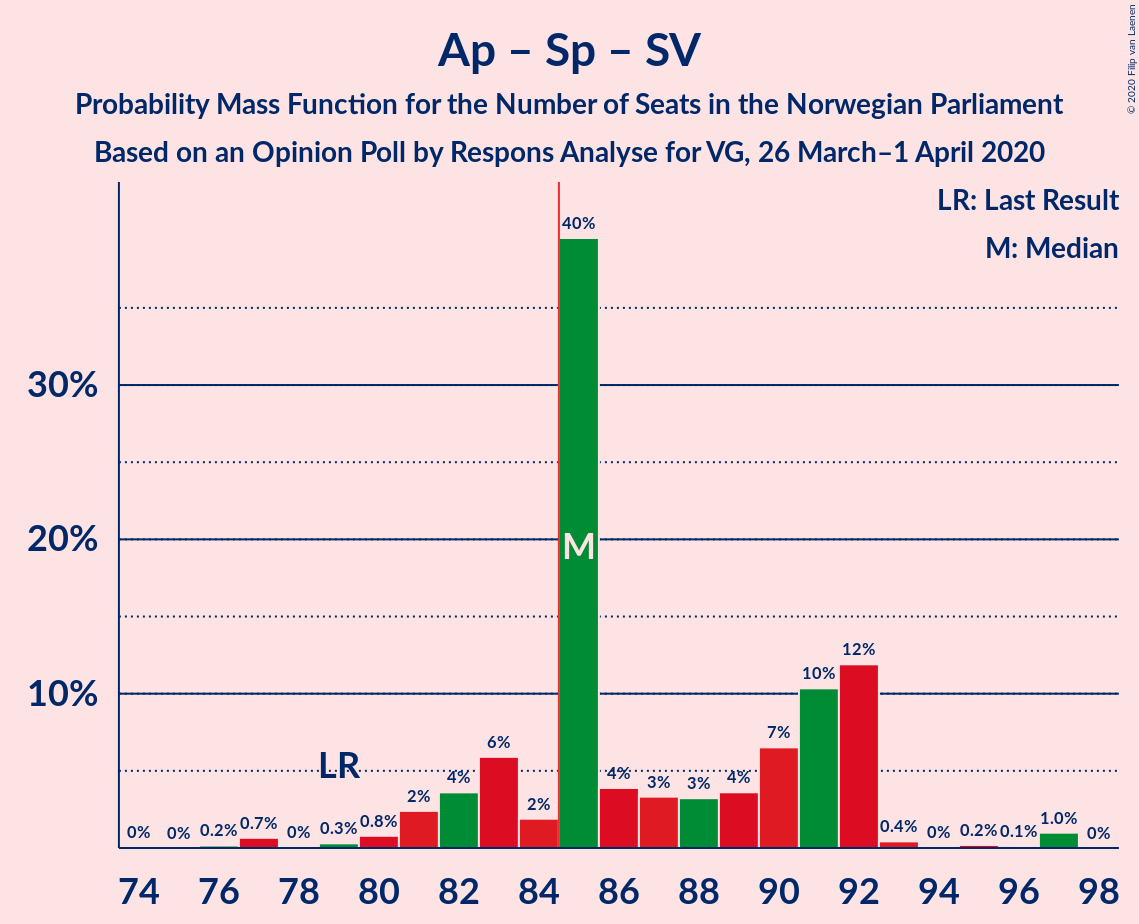 Ap – Sp – SV
Probability Mass Function for the Number of Seats in the Norwegian Parliament
Based on an Opinion Poll by Respons Analyse for VG, 26 March–1 April 2020
© 2020 Filip van Laenen
LR: Last Result
M: Median
30%
20%
10%
LR
M
0% 0% 0.2% 0.7% 0% 0.3% 0.8% 2% 4% 6% 2% 40% 4% 3% 3% 4% 7% 10% 12% 0.4% 0% 0.2% 0.1% 1.0% 0%
74 76 78 80 82 84 86 88 90 92 94 96 98